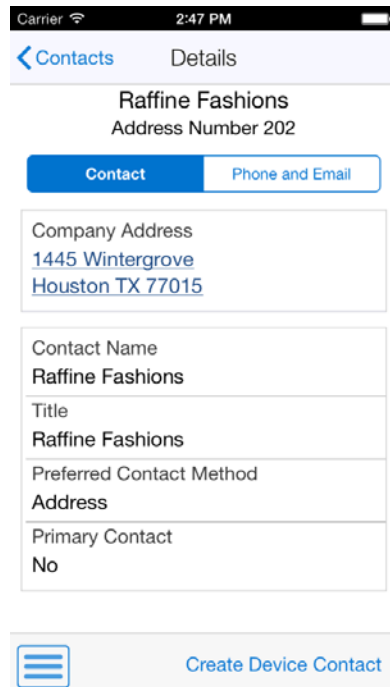 Carrier 2:47 PM
Contacts Details
Raffine Fashions
Address Number 202
Contact Phone and Email
Company Address
1445 Wintergrove
Houston TX 77015
Contact Name
Raffine Fashions
Title
Raffine Fashions
Preferred Contact Method
Address
Primary Contact
No
Create Device Contact